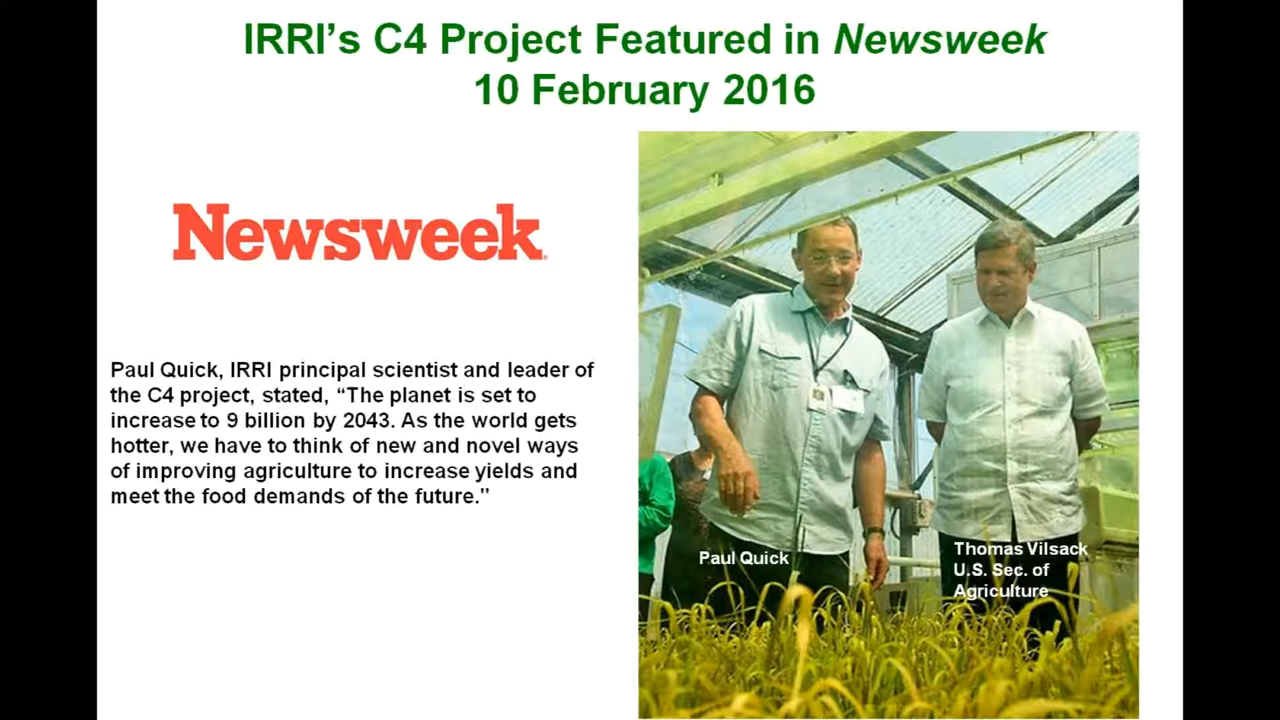 IRRI’s C4 Project Featured in Newsweek
10 February 2016
Newsweek
Paul Quick, IRRI principal scientist and leader of
the C4 project, stated, “The planet is set to
increase to 9 billion by 2043. As the world gets
hotter, we have to think of new and novel ways
of improving agriculture to increase yields and
meet the food demands of the future."
Paul Quick
Thomas Vilsack
U.S. Sec. of
Agriculture